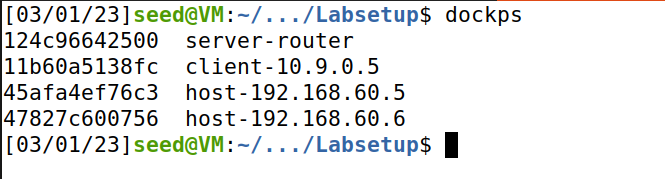 [03/01/23]seed@VM:~/.../Labsetup$ dockps
124c96642500  server-router
11b60a5138fc  client-10.9.0.5
45afa4ef76c3  host-192.168.60.5
47827c600756  host-192.168.60.6
[03/01/23]seed@VM:~/.../Labsetup$